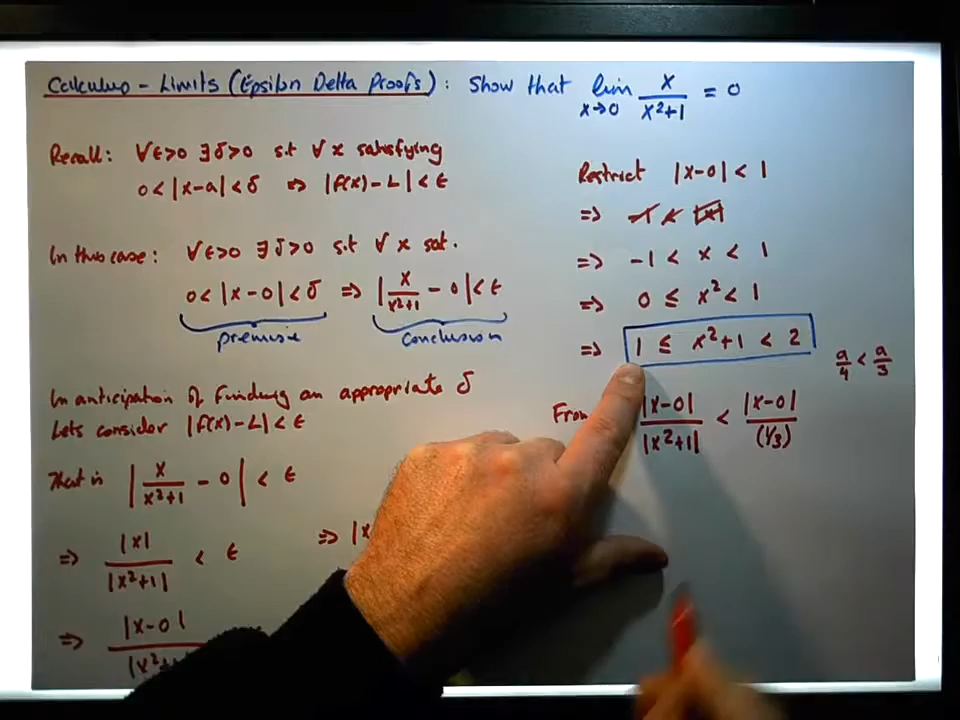 Calculus - Limits (Epsilon Delta Proofs) : Show that lim x→0 x/(x²+1) = 0
Recall: ∀ε>0 ∃δ>0 s.t ∀ x satisfying
0<|x-a|<δ ⇒ |f(x)-L|<ε
In this case: ∀ε>0 ∃δ>0 s.t ∀ x sat.
0<|x-0|<δ ⇒ |x/(x²+1) - 0|<ε
premise conclusion
In anticipation of finding an appropriate δ
Lets consider |f(x)-L|<ε
That is |x/(x²+1) - 0| < ε
⇒ |x|/|x²+1| < ε ⇒ |x
⇒ |x-0|/|x²+
Restrict |x-0| < 1
⇒
⇒ -1 < x < 1
⇒ 0 ≤ x² < 1
⇒ 1 ≤ x²+1 < 2
a/4 < a/3
From |x-0|/|x²+1| < |x-0|/(1/3)